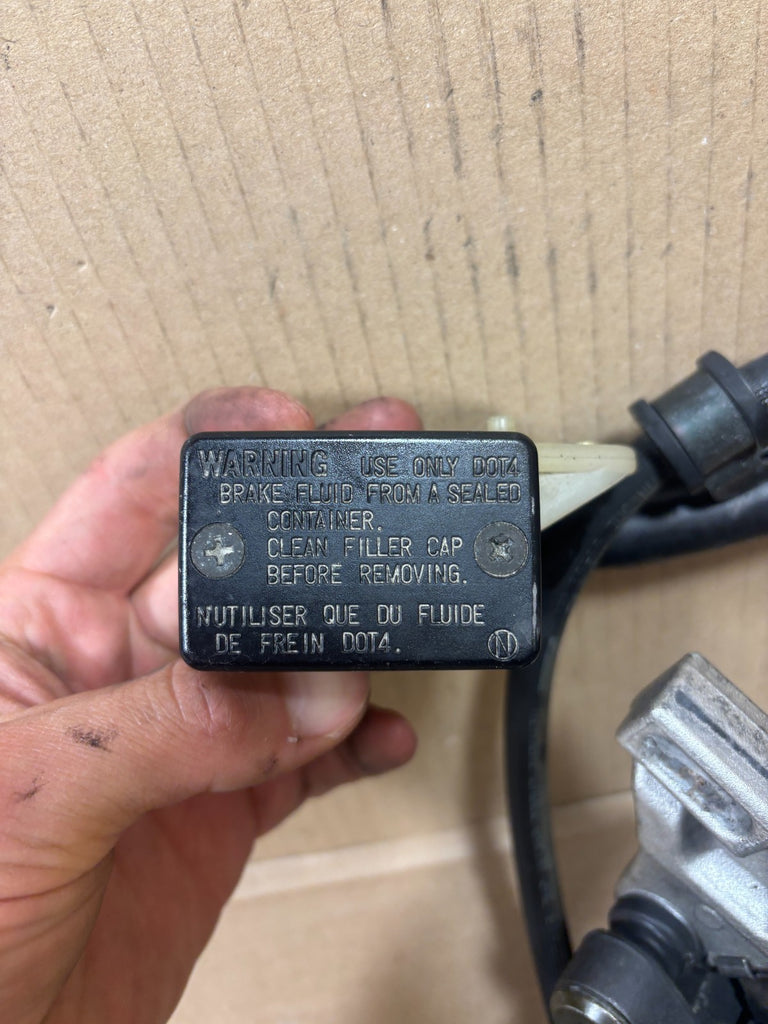 WARNING USE ONLY DOT4
BRAKE FLUID FROM A SEALED
CONTAINER.
CLEAN FILLER CAP
BEFORE REMOVING.
N'UTILISER QUE DU FLUIDE
DE FREIN DOT4.
N